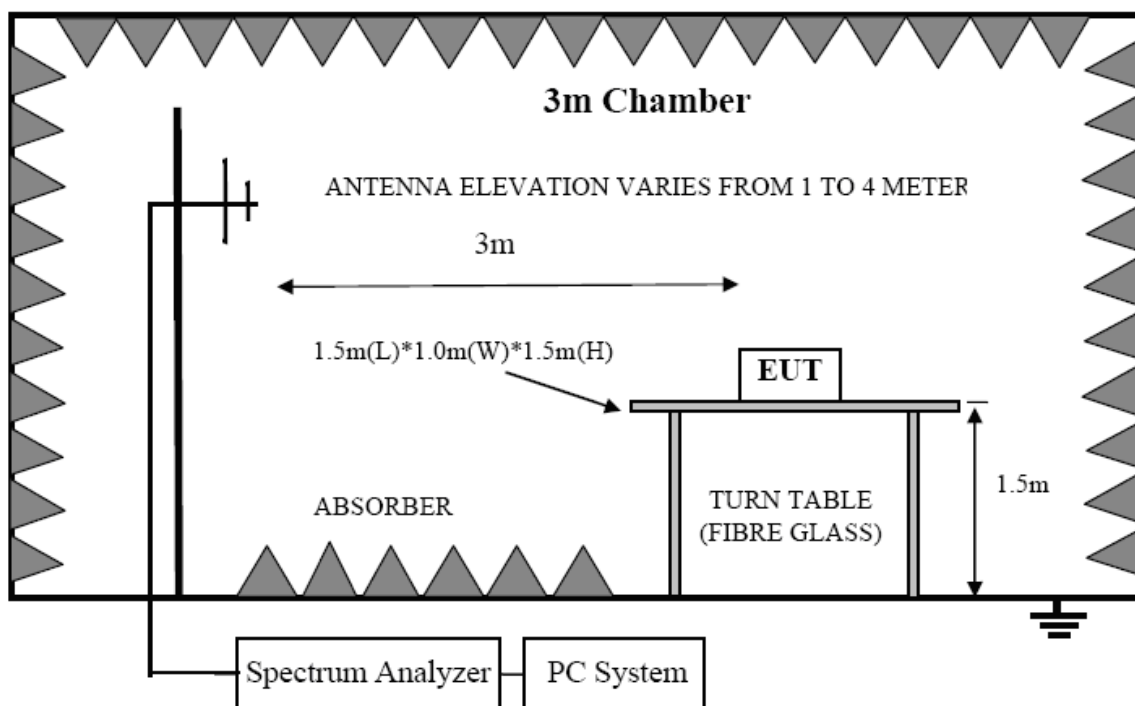 3m Chamber
ANTENNA ELEVATION VARIES FROM 1 TO 4 METER
3m
1.5m(L)*1.0m(W)*1.5m(H)
EUT
ABSORBER
TURN TABLE
(FIBRE GLASS)
1.5m
Spectrum Analyzer
PC System